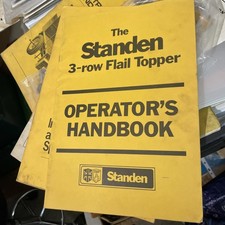 The
Standen
3-row Flail Topper
OPERATOR'S
HANDBOOK
Standen